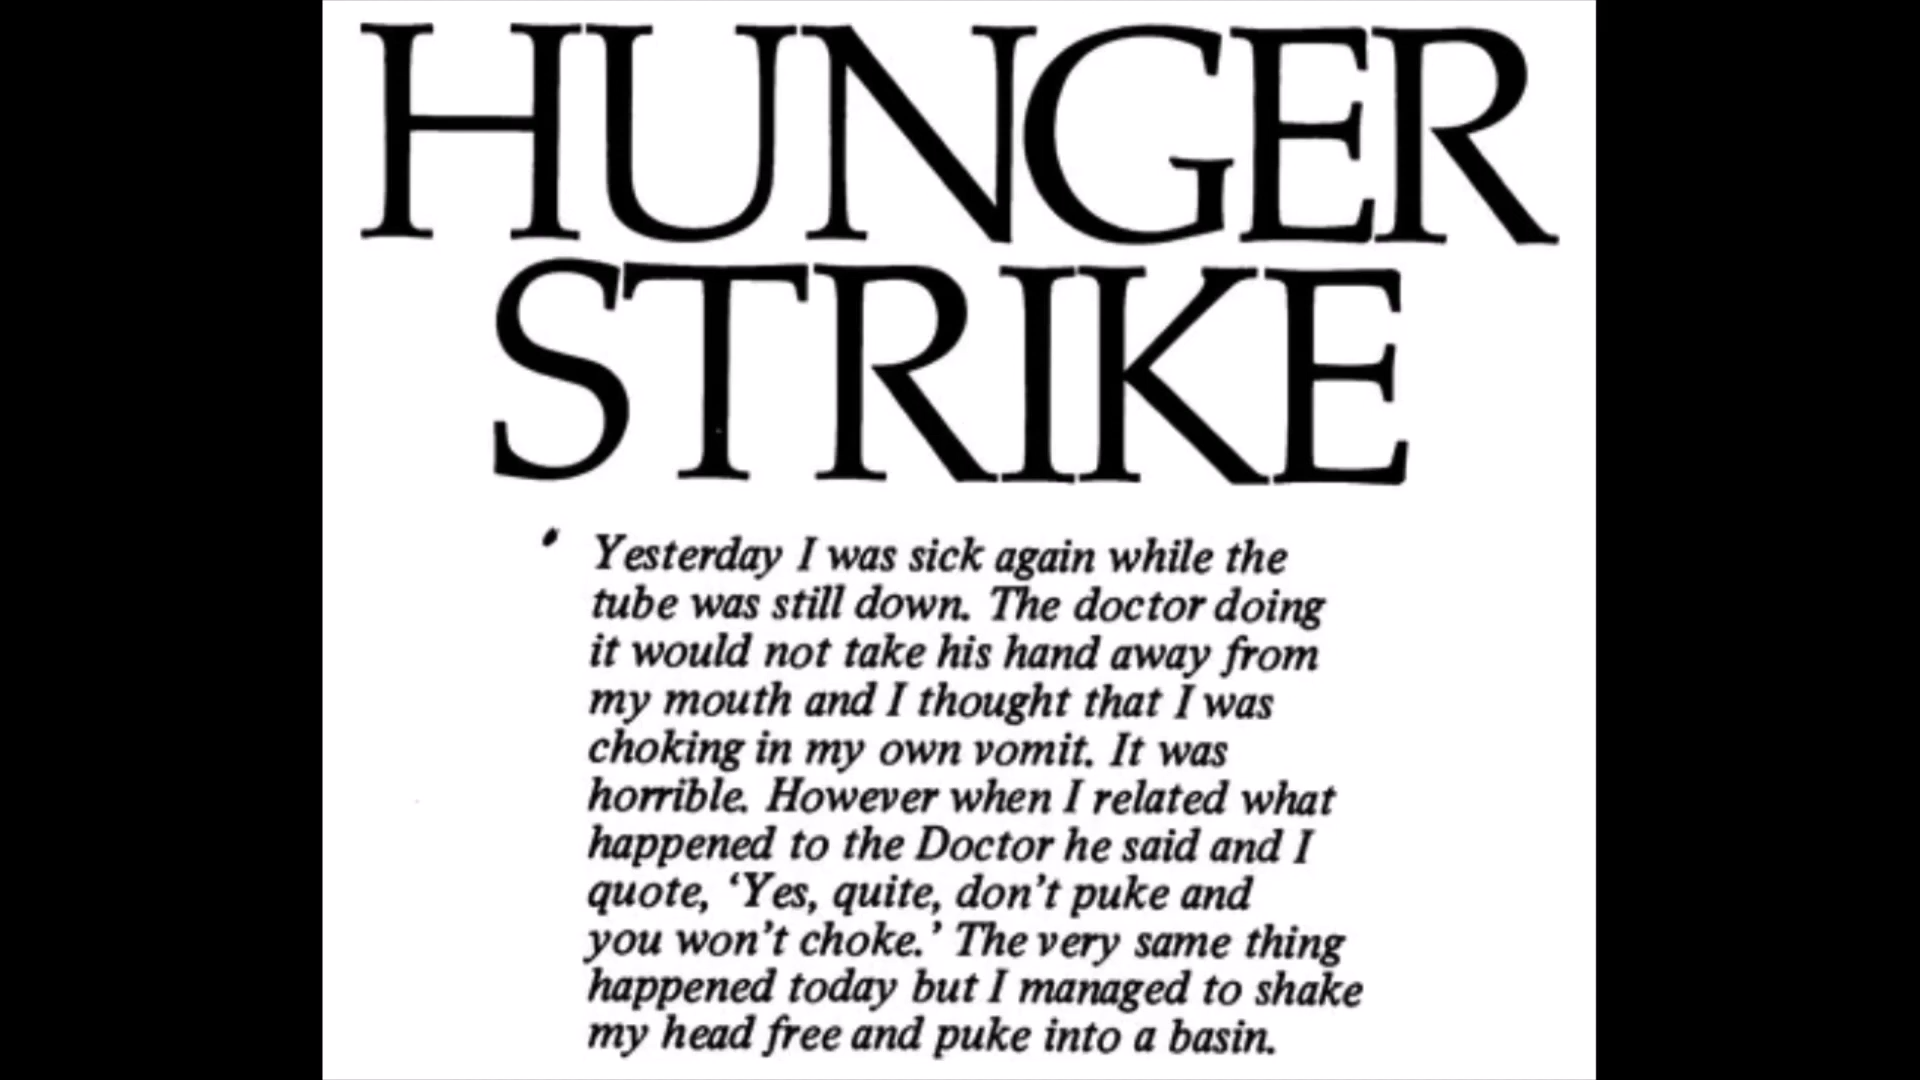 HUNGER
STRIKE
‘ Yesterday I was sick again while the
tube was still down. The doctor doing
it would not take his hand away from
my mouth and I thought that I was
choking in my own vomit. It was
horrible. However when I related what
happened to the Doctor he said and I
quote, ‘Yes, quite, don’t puke and
you won’t choke.’ The very same thing
happened today but I managed to shake
my head free and puke into a basin.